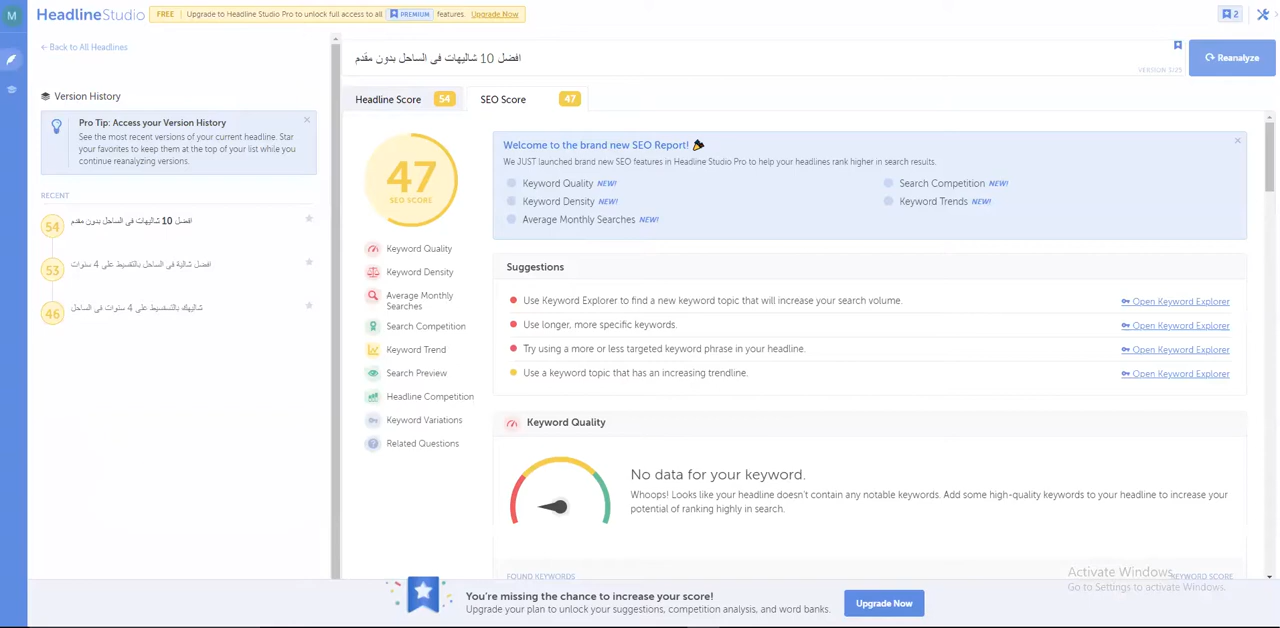 M
HeadlineStudio
FREE Upgrade to Headline Studio Pro to unlock full access to all PREMIUM features. Upgrade Now
2
← Back to All Headlines
افضل 10 شاليهات فى الساحل بدون مقدم
VERSION 3/25
Reanalyze
Version History
Headline Score 54
SEO Score 47
Pro Tip: Access your Version History
See the most recent versions of your current headline. Star
your favorites to keep them at the top of your list while you
continue reanalyzing versions.
RECENT
54 افضل 10 شاليهات فى الساحل بدون مقدم
53 افضل شالية فى الساحل بالتقسيط على 4 سنوات
46 شاليهك بالتسقسيط على 4 سنوات فى الساحل
47
SEO SCORE
Keyword Quality
Keyword Density
Average Monthly
Searches
Search Competition
Keyword Trend
Search Preview
Headline Competition
Keyword Variations
Related Questions
Welcome to the brand new SEO Report!
We JUST launched brand new SEO features in Headline Studio Pro to help your headlines rank higher in search results.
Keyword Quality NEW!
Search Competition NEW!
Keyword Density NEW!
Keyword Trends NEW!
Average Monthly Searches NEW!
Suggestions
Use Keyword Explorer to find a new keyword topic that will increase your search volume. Open Keyword Explorer
Use longer, more specific keywords. Open Keyword Explorer
Try using a more or less targeted keyword phrase in your headline. Open Keyword Explorer
Use a keyword topic that has an increasing trendline. Open Keyword Explorer
Keyword Quality
No data for your keyword.
Whoops! Looks like your headline doesn't contain any notable keywords. Add some high-quality keywords to your headline to increase your
potential of ranking highly in search.
FOUND KEYWORDS
KEYWORD SCORE
Activate Windows
Go to Settings to activate Windows.
You're missing the chance to increase your score!
Upgrade your plan to unlock your suggestions, competition analysis, and word banks.
Upgrade Now